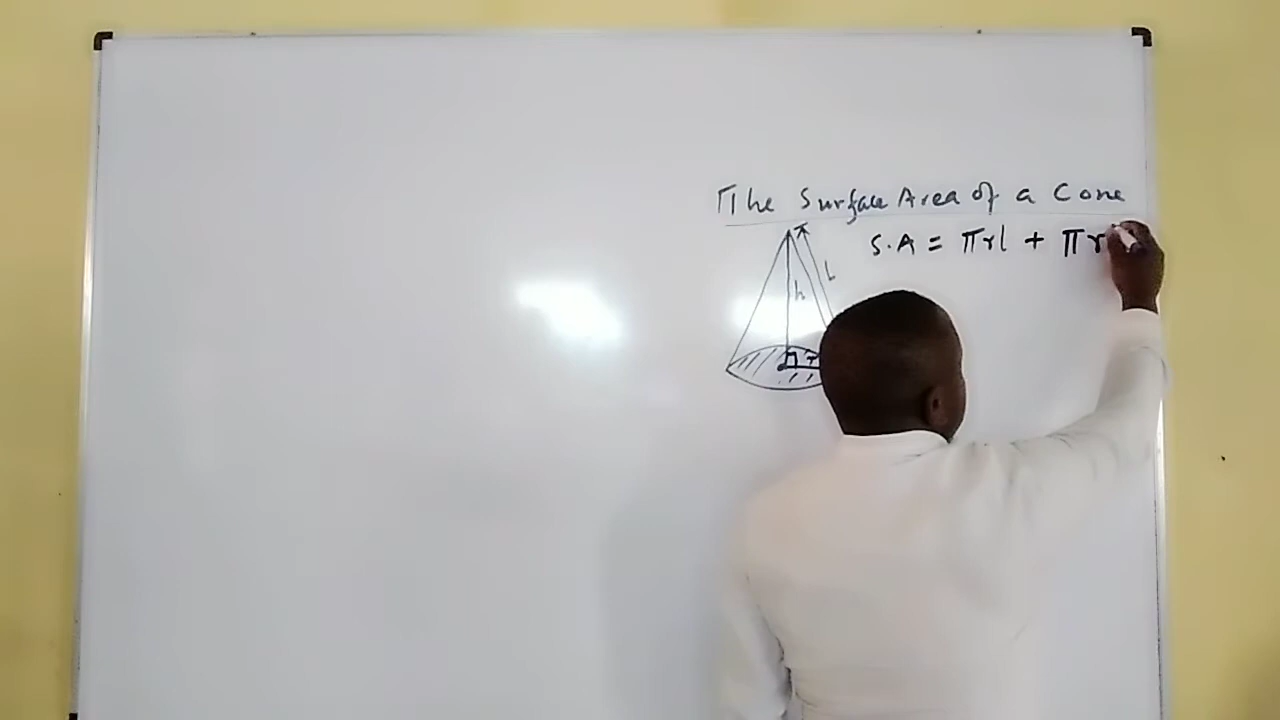 The Surface Area of a Cone
S.A = πrl + πr
l
h
r